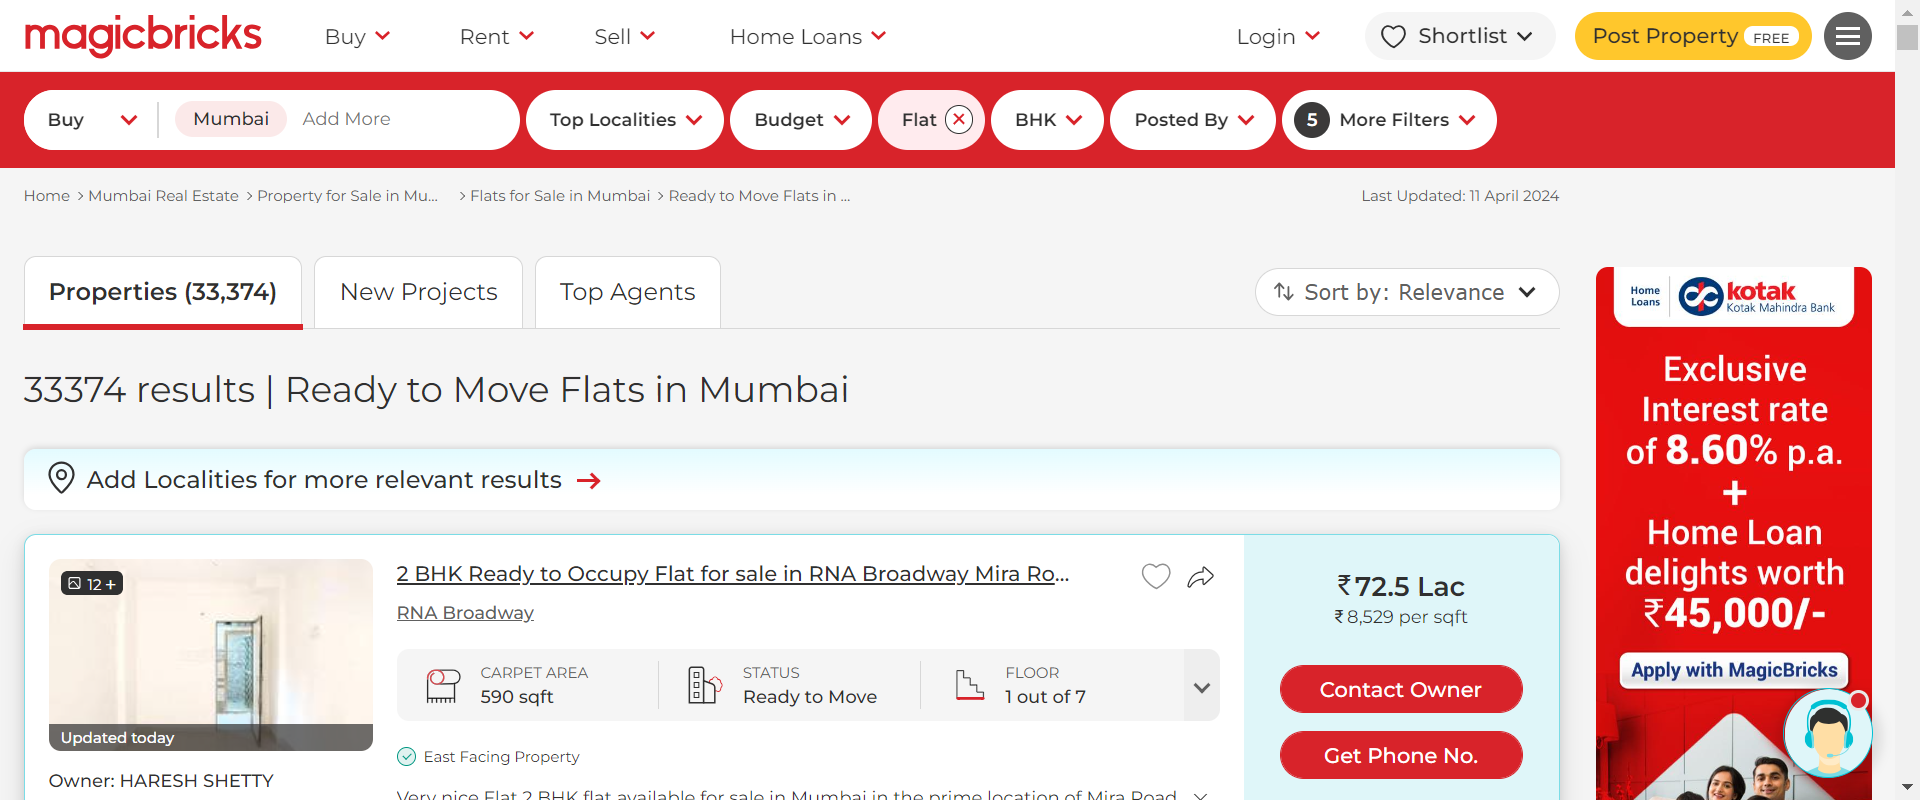 magicbricks
Buy
Rent
Sell
Home Loans
Login
Shortlist
Post Property FREE
Buy
Mumbai
Add More
Top Localities
Budget
Flat
BHK
Posted By
5 More Filters
Home > Mumbai Real Estate > Property for Sale in Mu... > Flats for Sale in Mumbai > Ready to Move Flats in ...
Last Updated: 11 April 2024
Properties (33,374)
New Projects
Top Agents
Sort by: Relevance
33374 results | Ready to Move Flats in Mumbai
Add Localities for more relevant results
12 +
Updated today
Owner: HARESH SHETTY
2 BHK Ready to Occupy Flat for sale in RNA Broadway Mira Ro...
RNA Broadway
CARPET AREA
590 sqft
STATUS
Ready to Move
FLOOR
1 out of 7
East Facing Property
Very nice Flat 2 BHK flat available for sale in Mumbai in the prime location of Mira Road
₹72.5 Lac
₹8,529 per sqft
Contact Owner
Get Phone No.
Home
Loans
kotak
Kotak Mahindra Bank
Exclusive
Interest rate
of 8.60% p.a.
+
Home Loan
delights worth
₹45,000/-
Apply with MagicBricks